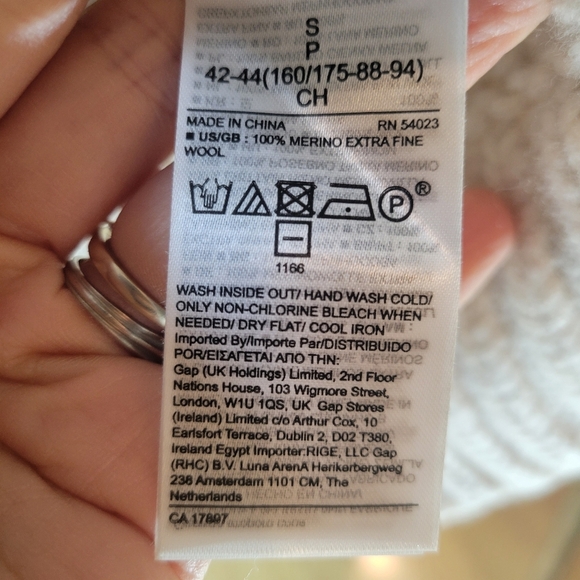 S
P
42-44(160/175-88-94)
CH
MADE IN CHINA RN 54023
■ US/GB : 100% MERINO EXTRA FINE
WOOL
P ®
1166
WASH INSIDE OUT/ HAND WASH COLD/
ONLY NON-CHLORINE BLEACH WHEN
NEEDED/ DRY FLAT/ COOL IRON
Imported By/Importe Par/DISTRIBUIDO
POR/ΕΙΣΑΓΕΤΑΙ ΑΠΟ ΤΗΝ:
Gap (UK Holdings) Limited, 2nd Floor
Nations House, 103 Wigmore Street,
London, W1U 1QS, UK Gap Stores
(Ireland) Limited c/o Arthur Cox, 10
Earlsfort Terrace, Dublin 2, D02 T380,
Ireland Egypt Importer:RIGE, LLC Gap
(RHC) B.V. Luna ArenA Herikerbergweg
238 Amsterdam 1101 CM, The
Netherlands
CA 17897